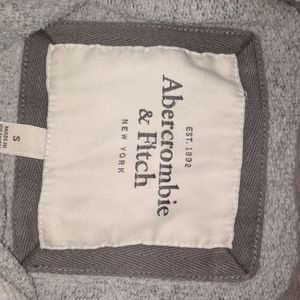 EST. 1892
Abercrombie
& Fitch
NEW YORK
S
MADE IN